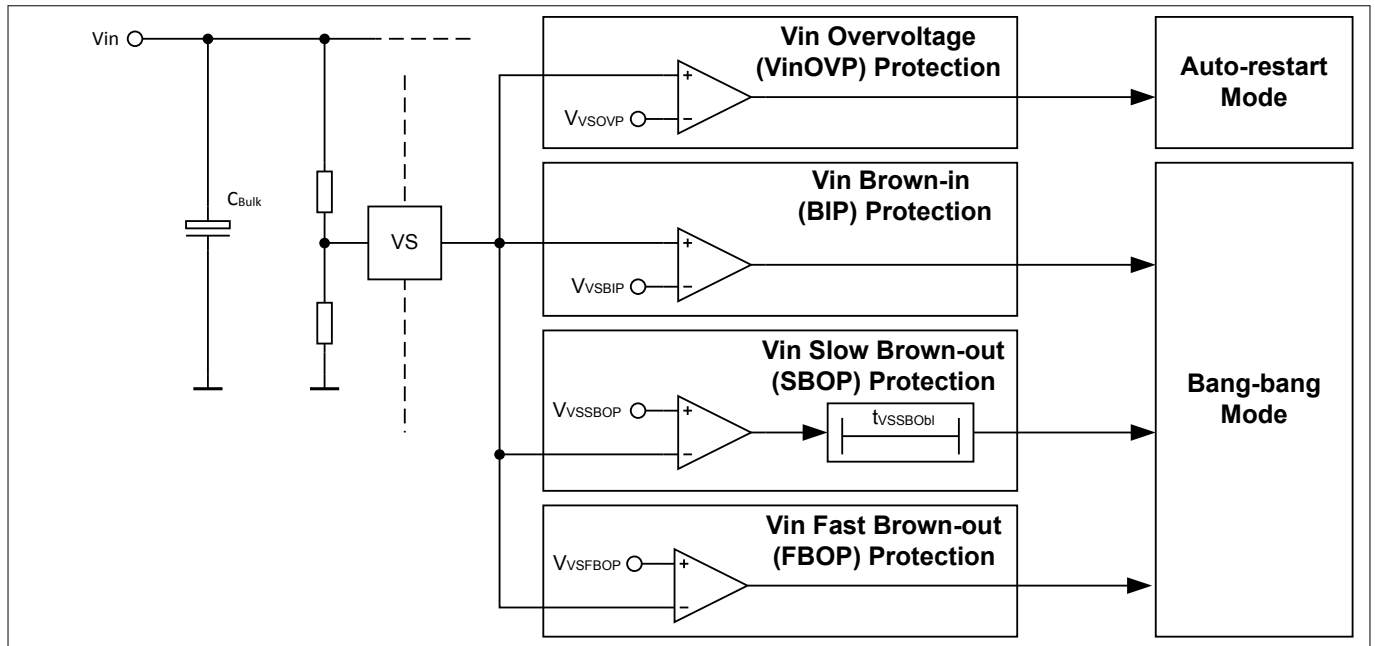 Vin
CBulk
VS
Vin Overvoltage
(VinOVP) Protection
+
VVSOVP
−
Auto-restart
Mode
Vin Brown-in
(BIP) Protection
+
VVSBIP
−
Vin Slow Brown-out
(SBOP) Protection
VVSSBOP
+
−
tVSSBObl
Vin Fast Brown-out
(FBOP) Protection
VVSFBOP
+
−
Bang-bang
Mode